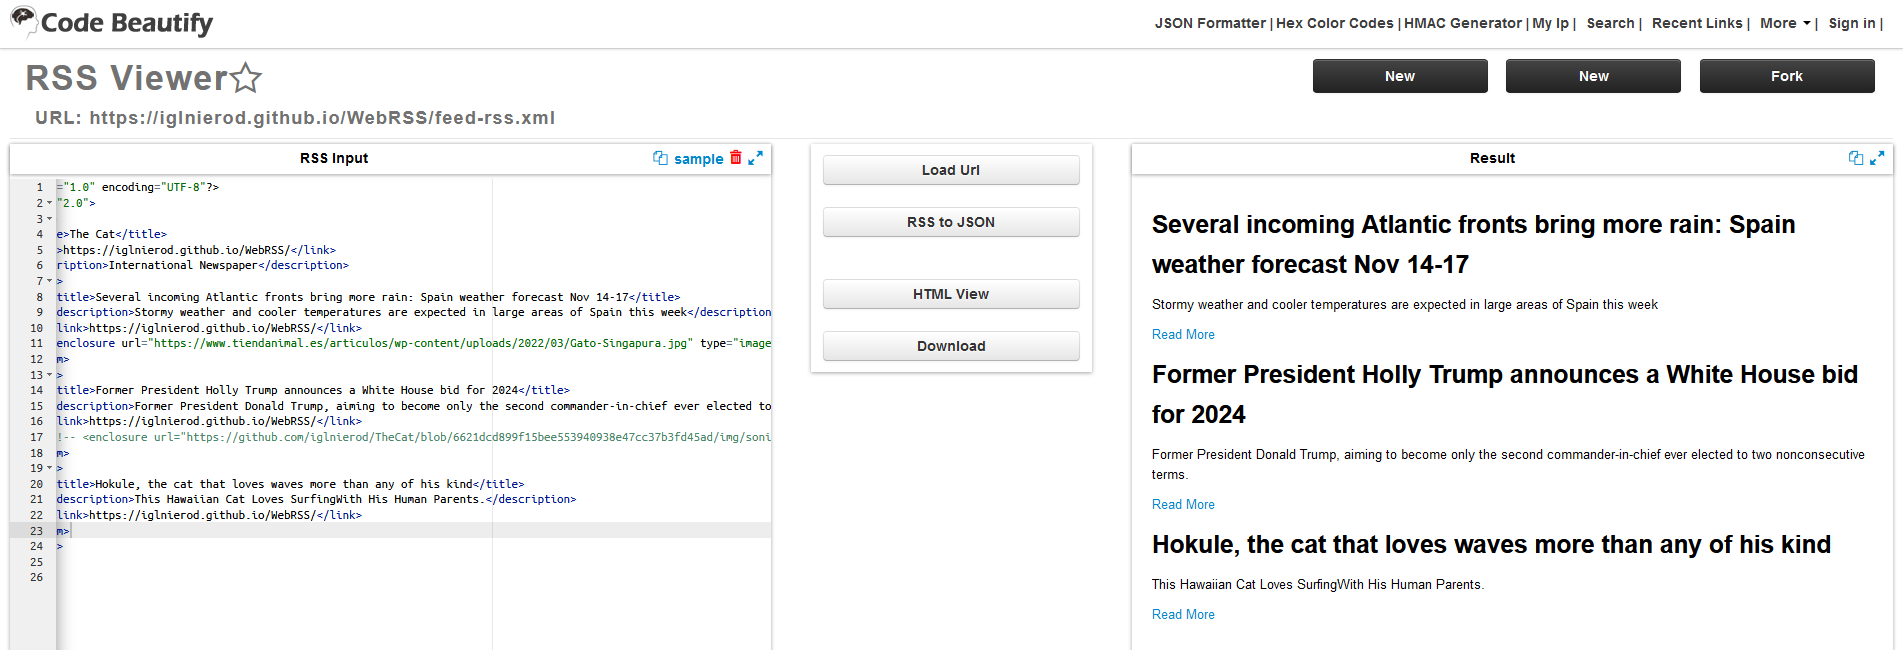 Code Beautify
JSON Formatter | Hex Color Codes | HMAC Generator | My Ip | Search | Recent Links | More | Sign in |
RSS Viewer
New
New
Fork
URL: https://iglnierod.github.io/WebRSS/feed-rss.xml
RSS Input
sample
1 ="1.0" encoding="UTF-8"?>
2 "2.0">
3
4 e>The Cat</title>
5 >https://iglnierod.github.io/WebRSS/</link>
6 ription>International Newspaper</description>
7 >
8 title>Several incoming Atlantic fronts bring more rain: Spain weather forecast Nov 14-17</title>
9 description>Stormy weather and cooler temperatures are expected in large areas of Spain this week</description
10 link>https://iglnierod.github.io/WebRSS/</link>
11 enclosure url="https://www.tiendanimal.es/articulos/wp-content/uploads/2022/03/Gato-Singapura.jpg" type="image
12 m>
13 >
14 title>Former President Holly Trump announces a White House bid for 2024</title>
15 description>Former President Donald Trump, aiming to become only the second commander-in-chief ever elected to
16 link>https://iglnierod.github.io/WebRSS/</link>
17 !-- <enclosure url="https://github.com/iglnierod/TheCat/blob/6621dcd899f15bee553940938e47cc37b3fd45ad/img/soni
18 m>
19 >
20 title>Hokule, the cat that loves waves more than any of his kind</title>
21 description>This Hawaiian Cat Loves SurfingWith His Human Parents.</description>
22 link>https://iglnierod.github.io/WebRSS/</link>
23 m>
24 >
25
26
Load Url
RSS to JSON
HTML View
Download
Result
Several incoming Atlantic fronts bring more rain: Spain
weather forecast Nov 14-17
Stormy weather and cooler temperatures are expected in large areas of Spain this week
Read More
Former President Holly Trump announces a White House bid
for 2024
Former President Donald Trump, aiming to become only the second commander-in-chief ever elected to two nonconsecutive
terms.
Read More
Hokule, the cat that loves waves more than any of his kind
This Hawaiian Cat Loves SurfingWith His Human Parents.
Read More